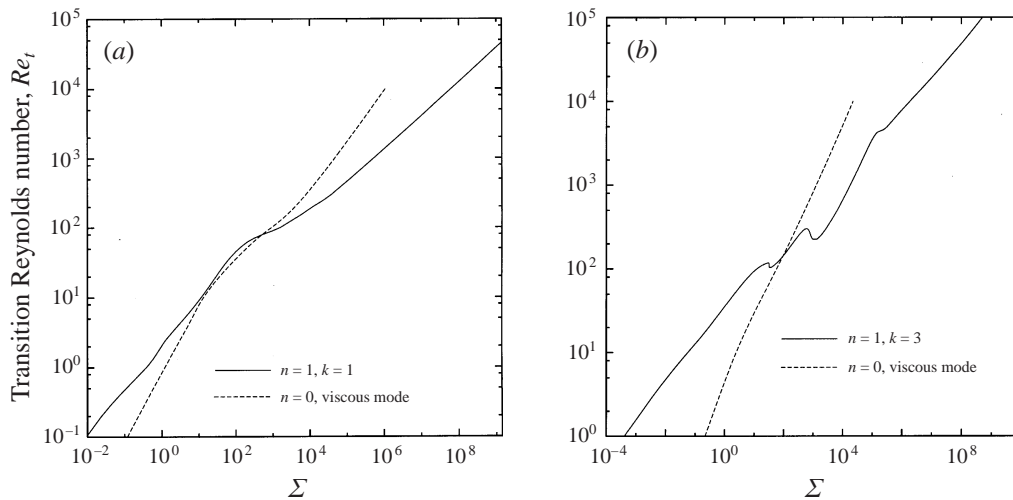 (a)
Transition Reynolds number, Re_t
10^5
10^4
10^3
10^2
10^1
10^0
10^{-1}
n = 1, k = 1
n = 0, viscous mode
10^{-2} 10^0 10^2 10^4 10^6 10^8
Σ
(b)
10^5
10^4
10^3
10^2
10^1
10^0
n = 1, k = 3
n = 0, viscous mode
10^{-4} 10^0 10^4 10^8
Σ